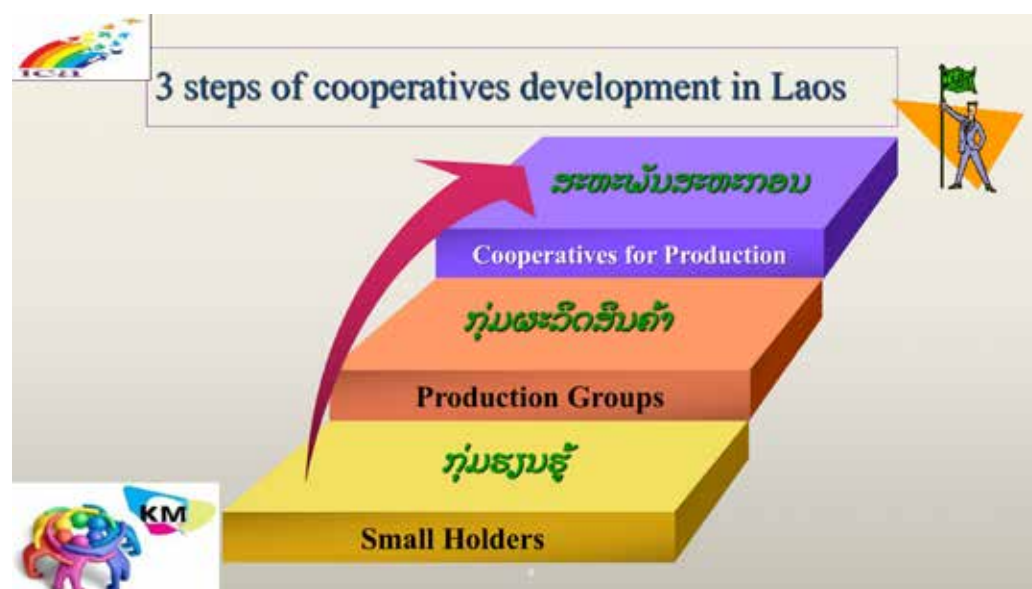 ica
3 steps of cooperatives development in Laos
ສະຫະພັນສະຫະກອນ
Cooperatives for Production
ກຸ່ມຜະລິດສິນຄ້າ
Production Groups
ກຸ່ມຮຽນຮູ້
Small Holders
KM